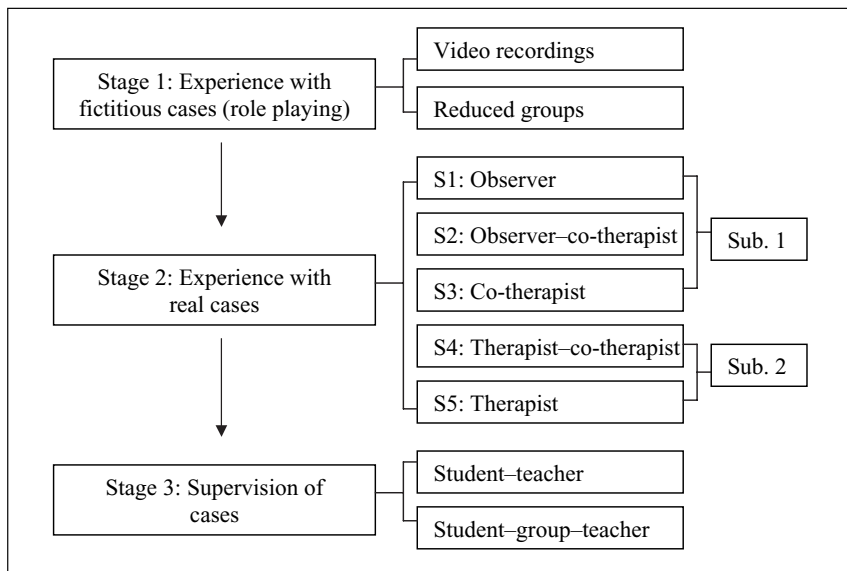 Stage 1: Experience with
fictitious cases (role playing)
Video recordings
Reduced groups
Stage 2: Experience with
real cases
S1: Observer
S2: Observer–co-therapist
S3: Co-therapist
S4: Therapist–co-therapist
S5: Therapist
Sub. 1
Sub. 2
Stage 3: Supervision of
cases
Student–teacher
Student–group–teacher